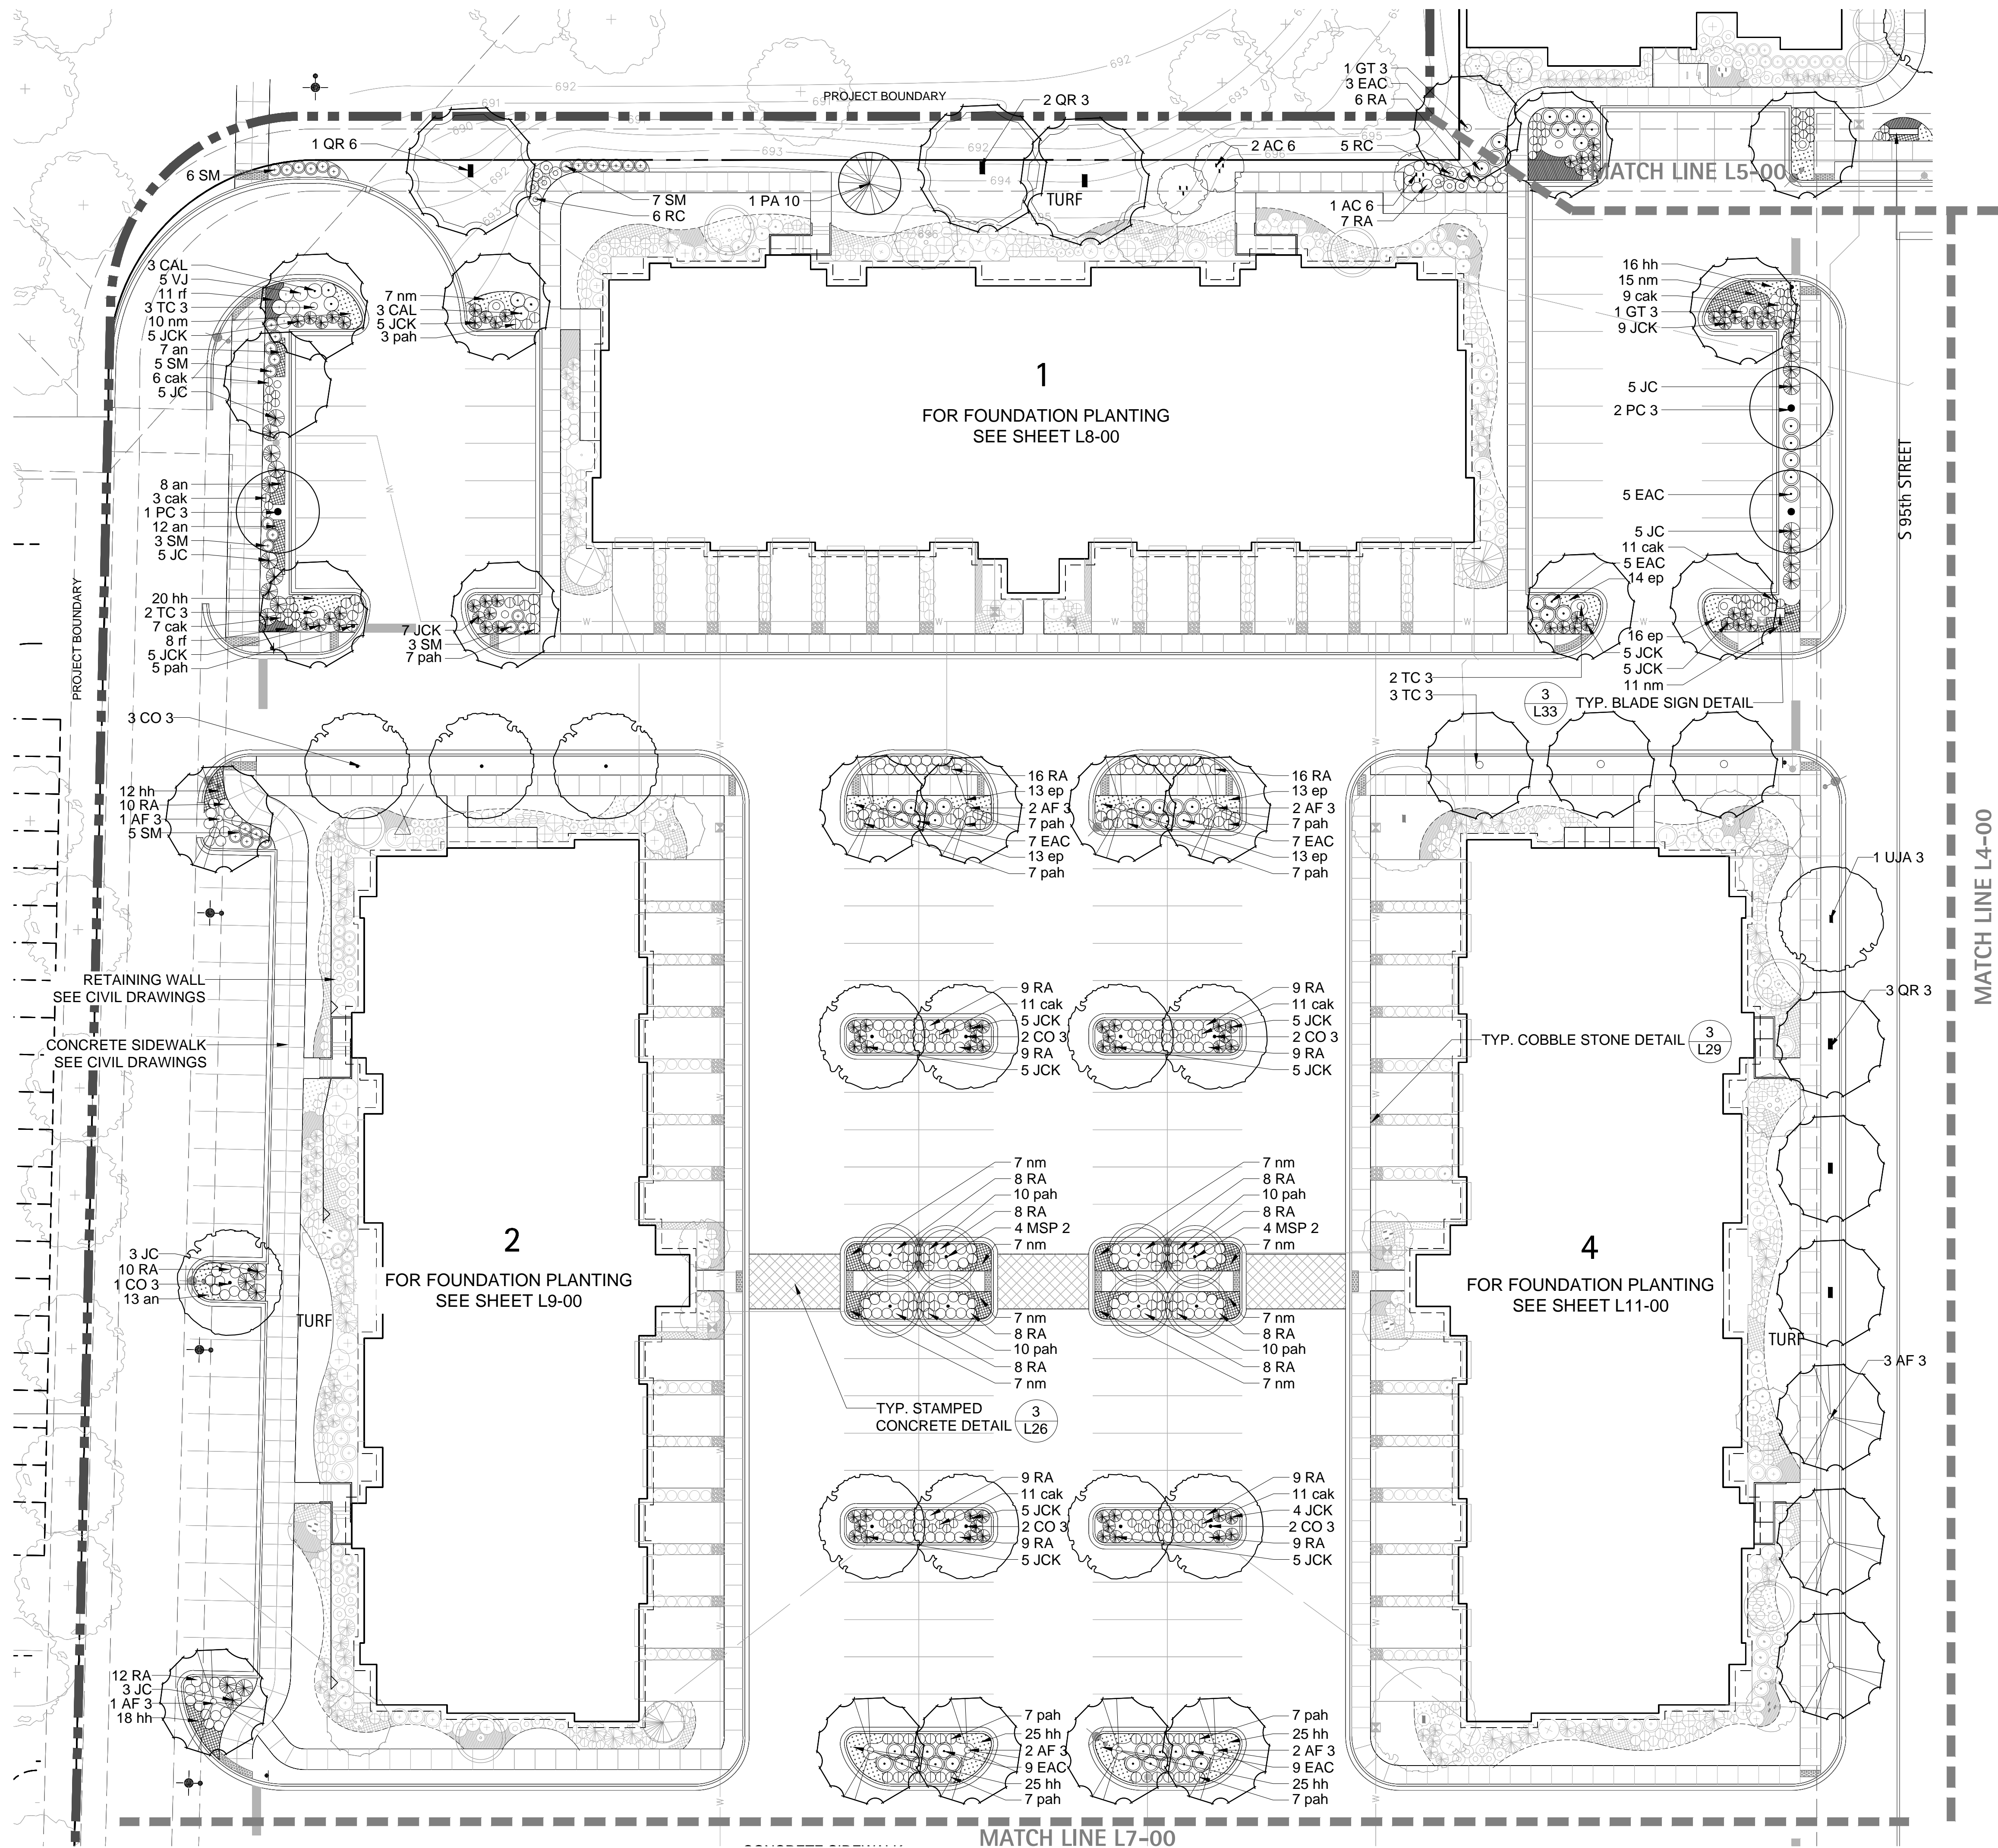 692
691
PROJECT BOUNDARY
691
693
690
693
692
695
694
696
692
693
1 QR 6
6 SM
7 SM
6 RC
1 PA 10
2 QR 3
TURF
2 AC 6
5 RC
1 GT 3
3 EAC
6 RA
1 AC 6
7 RA
MATCH LINE L5-00
3 CAL
5 VJ
11 rf
3 TC 3
10 nm
5 JCK
7 an
5 SM
6 cak
5 JC
7 nm
3 CAL
5 JCK
3 pah
8 an
3 cak
1 PC 3
12 an
3 SM
5 JC
20 hh
2 TC 3
7 cak
8 rf
5 JCK
5 pah
7 JCK
3 SM
7 pah
1
FOR FOUNDATION PLANTING
SEE SHEET L8-00
16 hh
15 nm
9 cak
1 GT 3
9 JCK
5 JC
2 PC 3
5 EAC
5 JC
11 cak
5 EAC
14 ep
16 ep
5 JCK
5 JCK
11 nm
2 TC 3
3 TC 3
3
L33
TYP. BLADE SIGN DETAIL
S 95th STREET
PROJECT BOUNDARY
3 CO 3
12 hh
10 RA
1 AF 3
5 SM
RETAINING WALL
SEE CIVIL DRAWINGS
CONCRETE SIDEWALK
SEE CIVIL DRAWINGS
3 JC
10 RA
1 CO 3
13 an
TURF
2
FOR FOUNDATION PLANTING
SEE SHEET L9-00
12 RA
3 JC
1 AF 3
18 hh
16 RA
13 ep
2 AF 3
7 pah
7 EAC
13 ep
7 pah
16 RA
13 ep
2 AF 3
7 pah
7 EAC
13 ep
7 pah
9 RA
11 cak
5 JCK
2 CO 3
9 RA
5 JCK
9 RA
11 cak
5 JCK
2 CO 3
9 RA
5 JCK
7 nm
8 RA
10 pah
8 RA
4 MSP 2
7 nm
7 nm
8 RA
10 pah
8 RA
4 MSP 2
7 nm
7 nm
8 RA
10 pah
8 RA
7 nm
7 nm
8 RA
10 pah
8 RA
7 nm
TYP. STAMPED
CONCRETE DETAIL
3
L26
9 RA
11 cak
5 JCK
2 CO 3
9 RA
5 JCK
9 RA
11 cak
4 JCK
2 CO 3
9 RA
5 JCK
7 pah
25 hh
2 AF 3
9 EAC
25 hh
7 pah
7 pah
25 hh
2 AF 3
9 EAC
25 hh
7 pah
TYP. COBBLE STONE DETAIL
3
L29
4
FOR FOUNDATION PLANTING
SEE SHEET L11-00
1 UJA 3
3 QR 3
TURF
3 AF 3
MATCH LINE L4-00
MATCH LINE L7-00